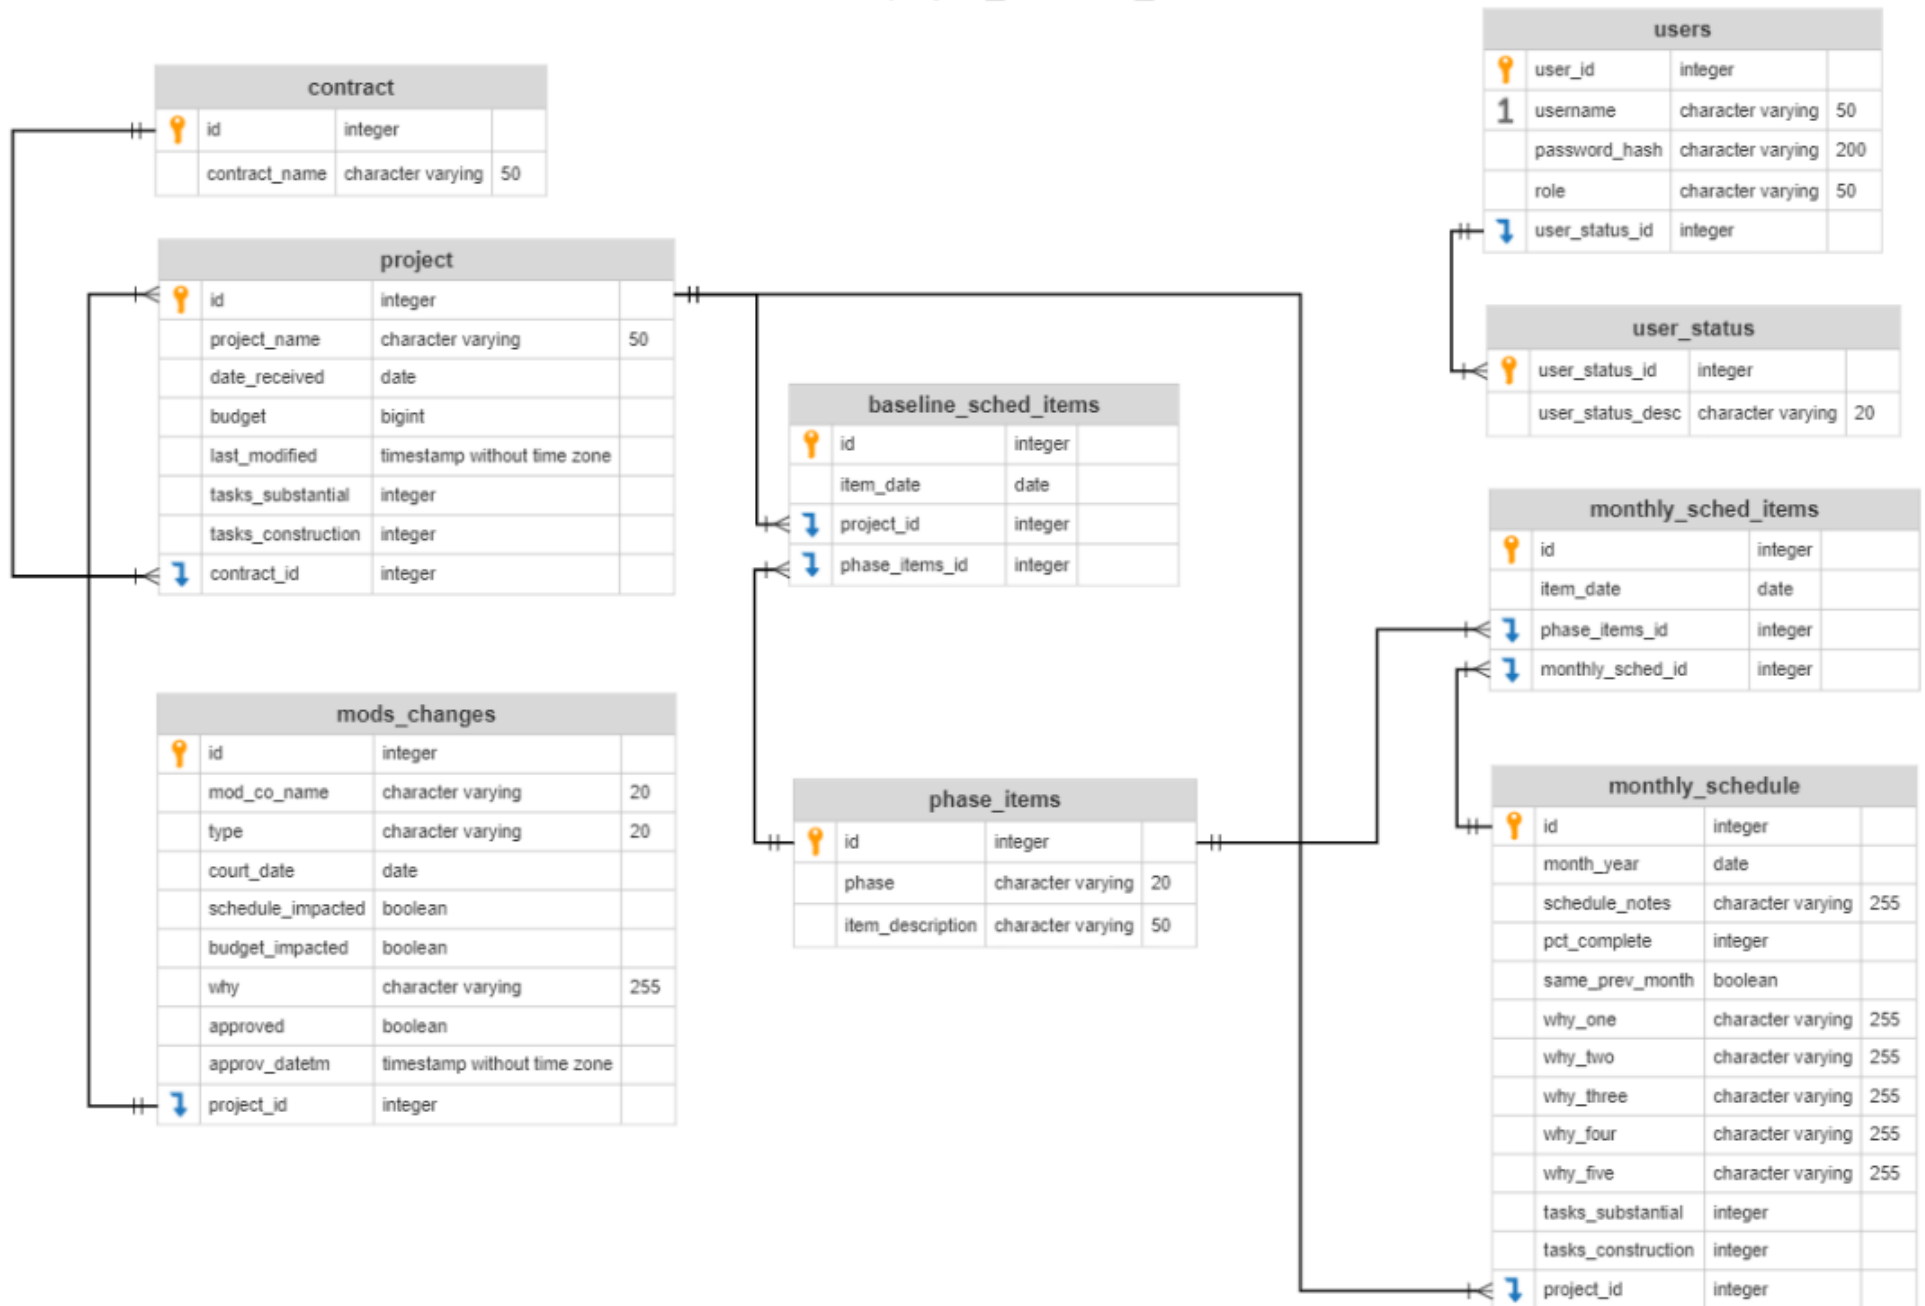 contract
id integer
contract_name character varying 50
project
id integer
project_name character varying 50
date_received date
budget bigint
last_modified timestamp without time zone
tasks_substantial integer
tasks_construction integer
contract_id integer
mods_changes
id integer
mod_co_name character varying 20
type character varying 20
court_date date
schedule_impacted boolean
budget_impacted boolean
why character varying 255
approved boolean
approv_datetm timestamp without time zone
project_id integer
baseline_sched_items
id integer
item_date date
project_id integer
phase_items_id integer
phase_items
id integer
phase character varying 20
item_description character varying 50
users
user_id integer
1 username character varying 50
password_hash character varying 200
role character varying 50
user_status_id integer
user_status
user_status_id integer
user_status_desc character varying 20
monthly_sched_items
id integer
item_date date
phase_items_id integer
monthly_sched_id integer
monthly_schedule
id integer
month_year date
schedule_notes character varying 255
pct_complete integer
same_prev_month boolean
why_one character varying 255
why_two character varying 255
why_three character varying 255
why_four character varying 255
why_five character varying 255
tasks_substantial integer
tasks_construction integer
project_id integer